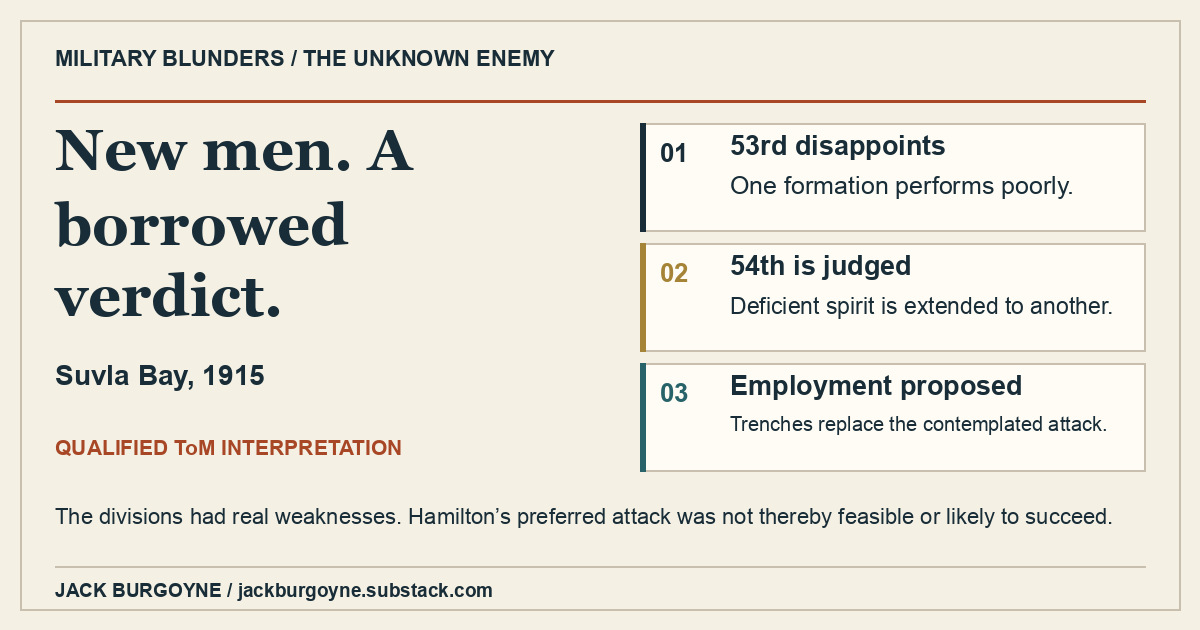 MILITARY BLUNDERS / THE UNKNOWN ENEMY
New men. A
borrowed
verdict.
Suvla Bay, 1915
QUALIFIED ToM INTERPRETATION
01
53rd disappoints
One formation performs poorly.
02
54th is judged
Deficient spirit is extended to another.
03
Employment proposed
Trenches replace the contemplated attack.
The divisions had real weaknesses. Hamilton’s preferred attack was not thereby feasible or likely to succeed.
JACK BURGOYNE / jackburgoyne.substack.com